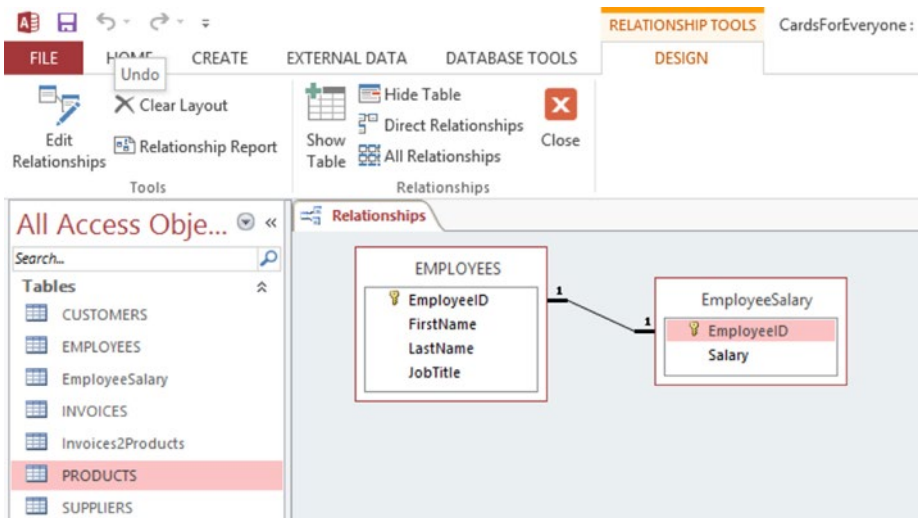 RELATIONSHIP TOOLS CardsForEveryone :
FILE HOME CREATE EXTERNAL DATA DATABASE TOOLS DESIGN
Undo
Edit Relationships
Clear Layout
Relationship Report
Tools
Show Table
Hide Table
Direct Relationships
All Relationships
Close
Relationships
All Access Obje... «
Search...
Tables
CUSTOMERS
EMPLOYEES
EmployeeSalary
INVOICES
Invoices2Products
PRODUCTS
SUPPLIERS
Relationships
EMPLOYEES
EmployeeID
FirstName
LastName
JobTitle
1
1
EmployeeSalary
EmployeeID
Salary